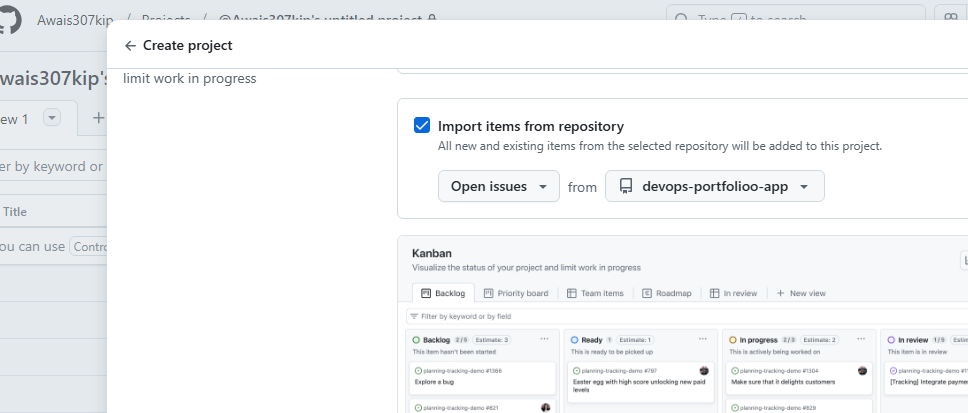 Awais307kip / Projects / @Awais307kip's untitled project
Type / to search
Create project
wais307kip's
limit work in progress
ew 1
Import items from repository
All new and existing items from the selected repository will be added to this project.
er by keyword or
Open issues from devops-portfolioo-app
Title
ou can use Contro
Kanban
Visualize the status of your project and limit work in progress
Backlog Priority board Team items Roadmap In review + New view
Filter by keyword or by field
Backlog 2/5 Estimate: 3 Ready 1 Estimate: 1 In progress 2/3 Estimate: 2 In review 1/5
This item hasn't been started This is ready to be picked up This is actively being worked on This item is in review
planning-tracking-demo #1366 planning-tracking-demo #797 planning-tracking-demo #1304
Explore a bug Easter egg with high score unlocking new paid levels Make sure that it delights customers [Tracking] Integrate paymen
planning-tracking-demo #821 planning-tracking-demo #829